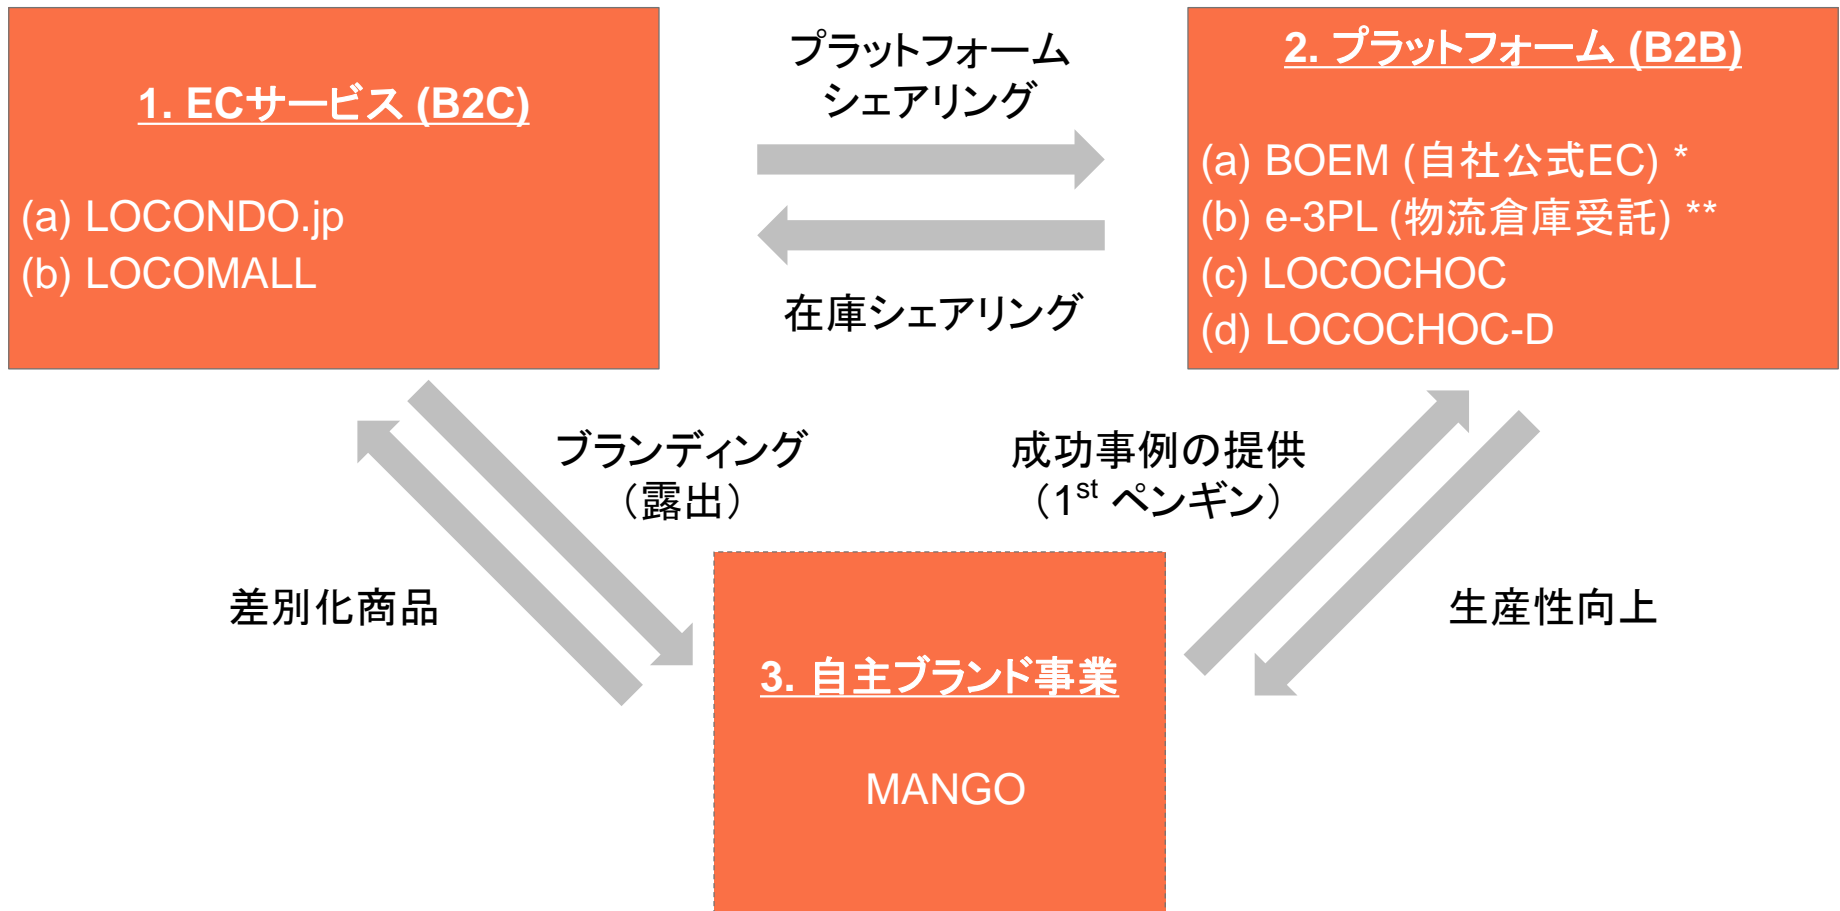 1. ECサービス (B2C)
(a) LOCONDO.jp
(b) LOCOMALL
プラットフォーム
シェアリング
在庫シェアリング
2. プラットフォーム (B2B)
(a) BOEM (自社公式EC) *
(b) e-3PL (物流倉庫受託) **
(c) LOCOCHOC
(d) LOCOCHOC-D
ブランディング
（露出）
差別化商品
成功事例の提供
（1st ペンギン）
生産性向上
3. 自主ブランド事業
MANGO